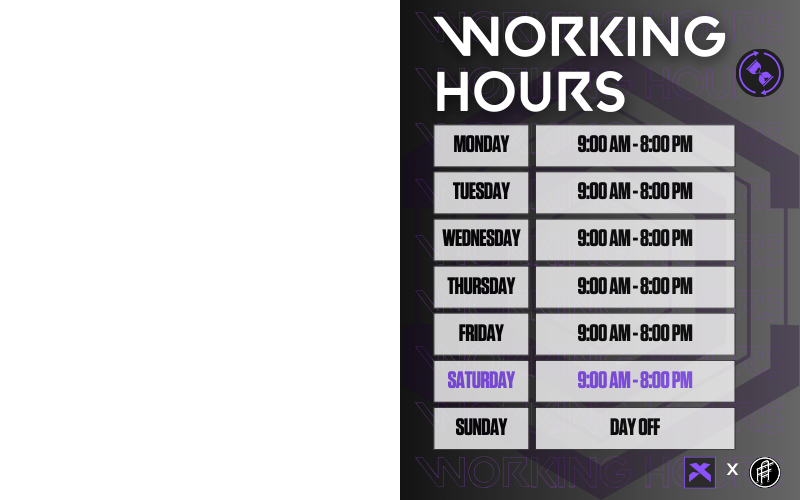 WORKING
HOURS
MONDAY 9:00 AM - 8:00 PM
TUESDAY 9:00 AM - 8:00 PM
WEDNESDAY 9:00 AM - 8:00 PM
THURSDAY 9:00 AM - 8:00 PM
FRIDAY 9:00 AM - 8:00 PM
SATURDAY 9:00 AM - 8:00 PM
SUNDAY DAY OFF
WORKING HOURS
X